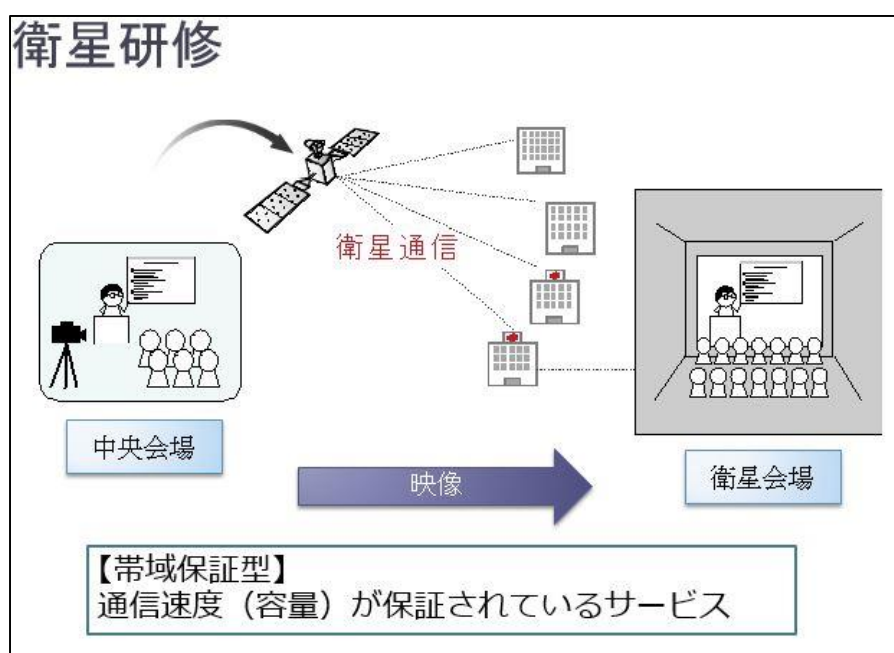 衛星研修
衛星通信
中央会場
映像
衛星会場
【帯域保証型】
通信速度（容量）が保証されているサービス